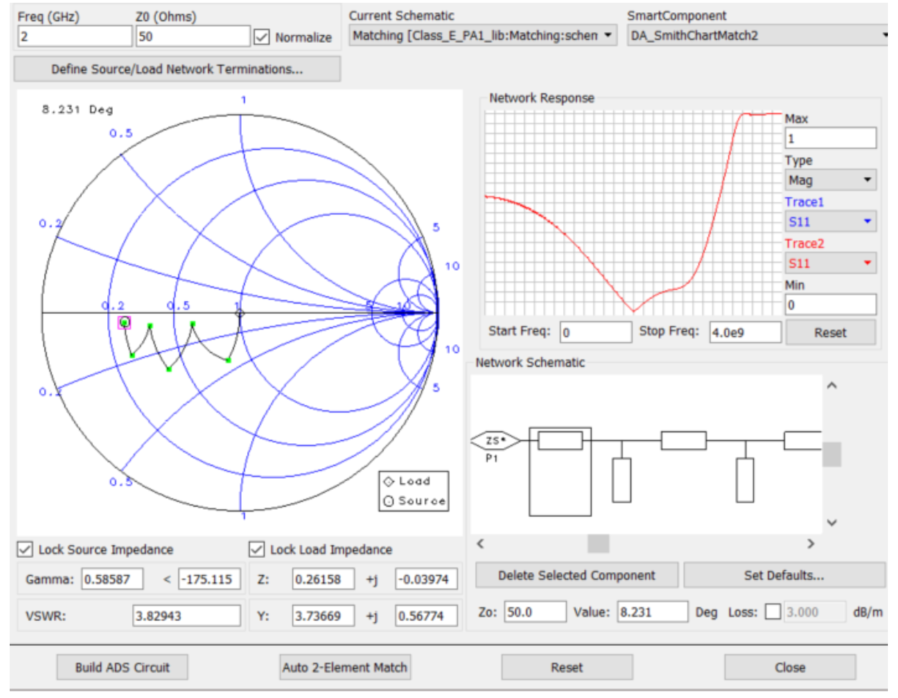 Freq (GHz) Z0 (Ohms) Current Schematic SmartComponent
2 50 Normalize Matching [Class_E_PA1_lib:Matching:schen DA_SmithChartMatch2
Define Source/Load Network Terminations...
8.231 Deg
1
0.5
0.2
5
10
0.2 0.5 1 5 10
10
5
0.2
0.5
1
Load
Source
Network Response
Max
1
Type
Mag
Trace1
S11
Trace2
S11
Min
0
Start Freq: 0 Stop Freq: 4.0e9 Reset
Network Schematic
ZS*
P1
Lock Source Impedance Lock Load Impedance
Gamma: 0.58587 < -175.115 Z: 0.26158 +j -0.03974
VSWR: 3.82943 Y: 3.73669 +j 0.56774
Delete Selected Component Set Defaults...
Zo: 50.0 Value: 8.231 Deg Loss: 3.000 dB/m
Build ADS Circuit Auto 2-Element Match Reset Close